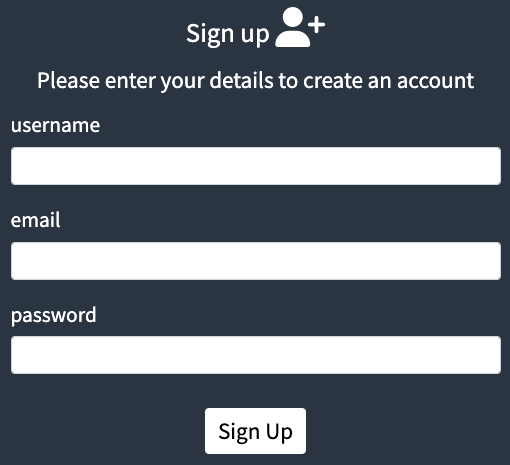 Sign up
Please enter your details to create an account
username
email
password
Sign Up